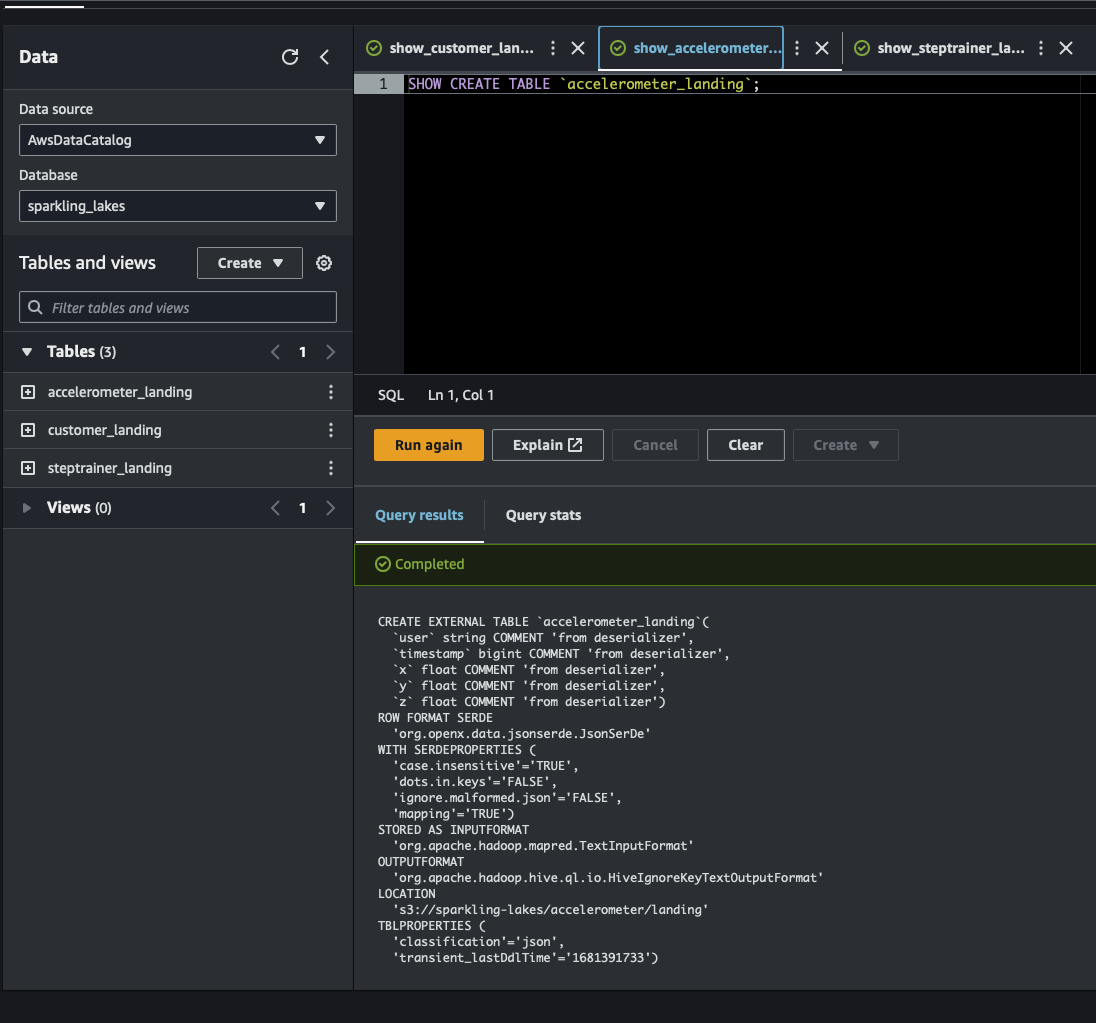 Data
Data source
AwsDataCatalog
Database
sparkling_lakes
Tables and views
Create
Filter tables and views
Tables (3)
1
accelerometer_landing
customer_landing
steptrainer_landing
Views (0)
1
show_customer_lan...
show_accelerometer...
show_steptrainer_la...
1 SHOW CREATE TABLE `accelerometer_landing`;
SQL Ln 1, Col 1
Run again
Explain
Cancel
Clear
Create
Query results
Query stats
Completed
CREATE EXTERNAL TABLE `accelerometer_landing`(
  `user` string COMMENT 'from deserializer',
  `timestamp` bigint COMMENT 'from deserializer',
  `x` float COMMENT 'from deserializer',
  `y` float COMMENT 'from deserializer',
  `z` float COMMENT 'from deserializer')
ROW FORMAT SERDE
  'org.openx.data.jsonserde.JsonSerDe'
WITH SERDEPROPERTIES (
  'case.insensitive'='TRUE',
  'dots.in.keys'='FALSE',
  'ignore.malformed.json'='FALSE',
  'mapping'='TRUE')
STORED AS INPUTFORMAT
  'org.apache.hadoop.mapred.TextInputFormat'
OUTPUTFORMAT
  'org.apache.hadoop.hive.ql.io.HiveIgnoreKeyTextOutputFormat'
LOCATION
  's3://sparkling-lakes/accelerometer/landing'
TBLPROPERTIES (
  'classification'='json',
  'transient_lastDdlTime'='1681391733')